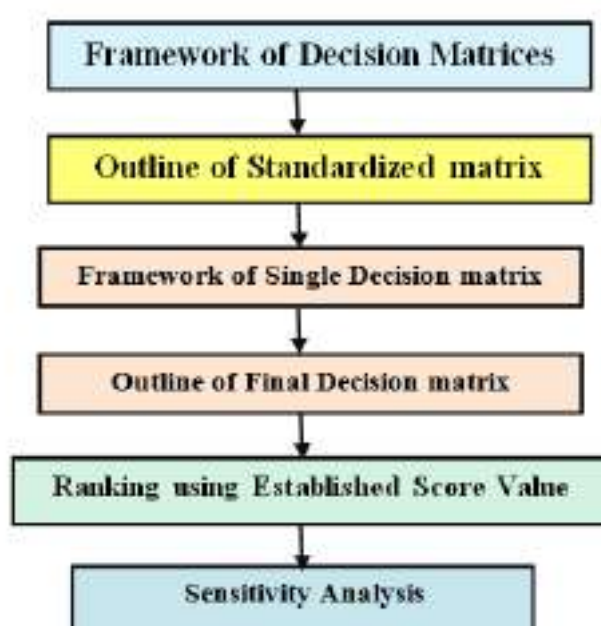 Framework of Decision Matrices
Outline of Standardized matrix
Framework of Single Decision matrix
Outline of Final Decision matrix
Ranking using Established Score Value
Sensitivity Analysis